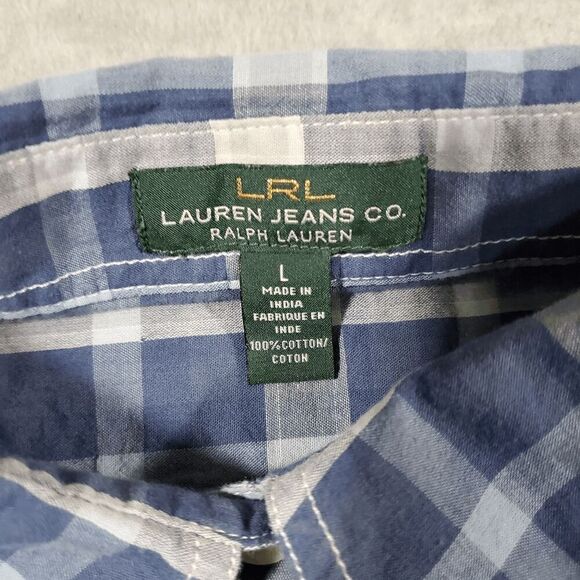 LRL
LAUREN JEANS CO.
RALPH LAUREN
L
MADE IN
INDIA
FABRIQUE EN
INDE
100% COTTON/
COTON